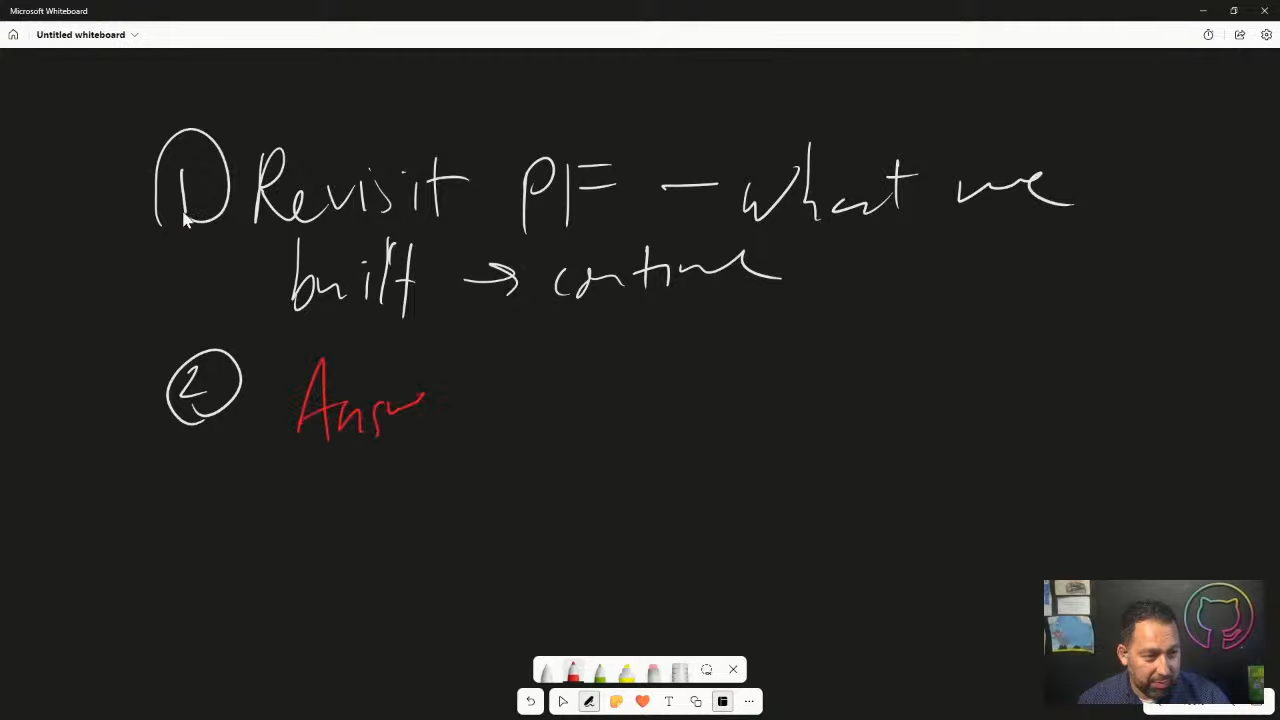 Microsoft Whiteboard
Untitled whiteboard
1 Revisit PF - what we
built → continue
2 Answ